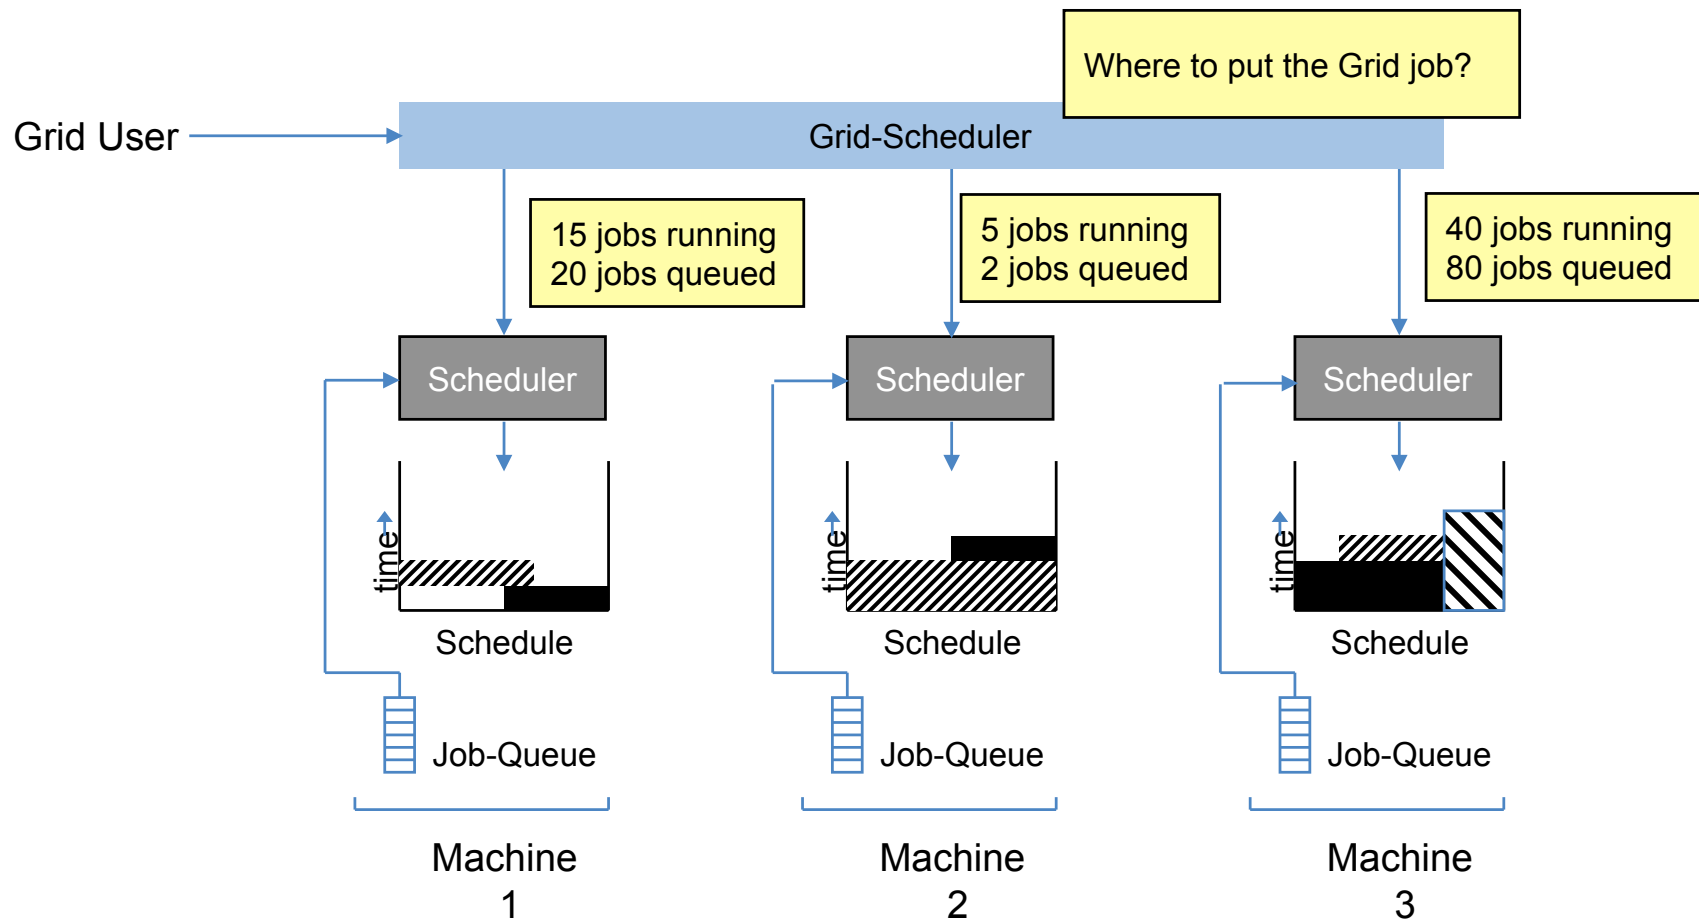 Where to put the Grid job?
Grid User
Grid-Scheduler
15 jobs running
20 jobs queued
5 jobs running
2 jobs queued
40 jobs running
80 jobs queued
Scheduler
Scheduler
Scheduler
time
time
time
Schedule
Schedule
Schedule
Job-Queue
Job-Queue
Job-Queue
Machine
1
Machine
2
Machine
3